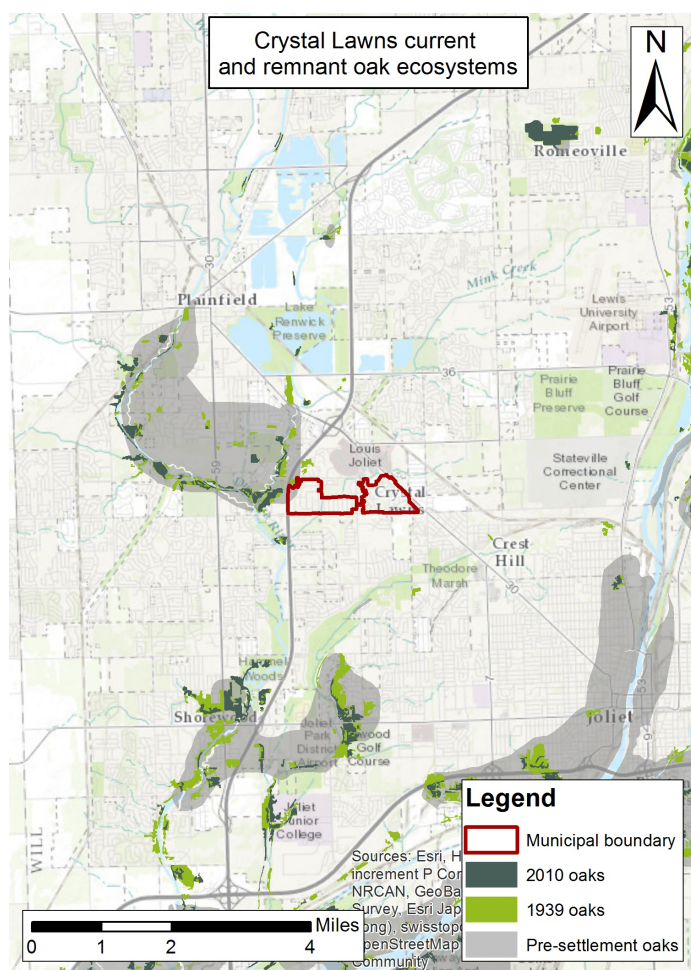 Crystal Lawns current
and remnant oak ecosystems
N
Romeoville
Mink Creek
30
Plainfield
Lewis
University
Airport
53
Lake
Renwick
Preserve
36
Prairie
Bluff
Preserve
Prairie
Bluff
Golf
Course
Louis
Joliet
59
Stateville
Correctional
Center
Crystal
Lawns
Crest
Hill
Theodore
Marsh
30
Woods
7
53
Shorewood
Joliet
Joliet
Park
District
Airport
Golf
Course
Junior
College
WILL
Legend
Municipal boundary
2010 oaks
1939 oaks
Pre-settlement oaks
Sources: Esri, H
increment P Cor
NRCAN, GeoBa
Survey, Esri Jap
ong), swisstopo
OpenStreetMap
Community
Miles
0 1 2 4